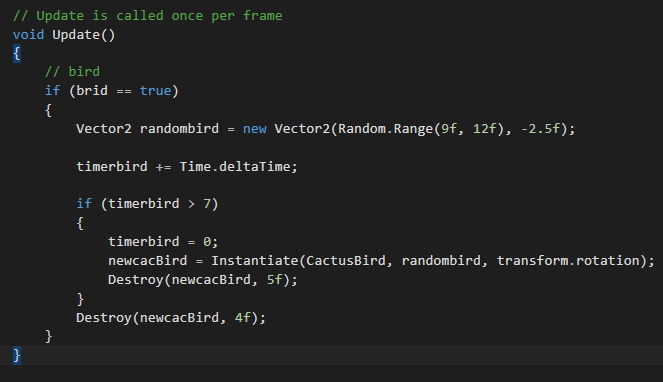 // Update is called once per frame
void Update()
{
    // bird
    if (brid == true)
    {
        Vector2 randombird = new Vector2(Random.Range(9f, 12f), -2.5f);

        timerbird += Time.deltaTime;

        if (timerbird > 7)
        {
            timerbird = 0;
            newcacBird = Instantiate(CactusBird, randombird, transform.rotation);
            Destroy(newcacBird, 5f);
        }
        Destroy(newcacBird, 4f);
    }
}